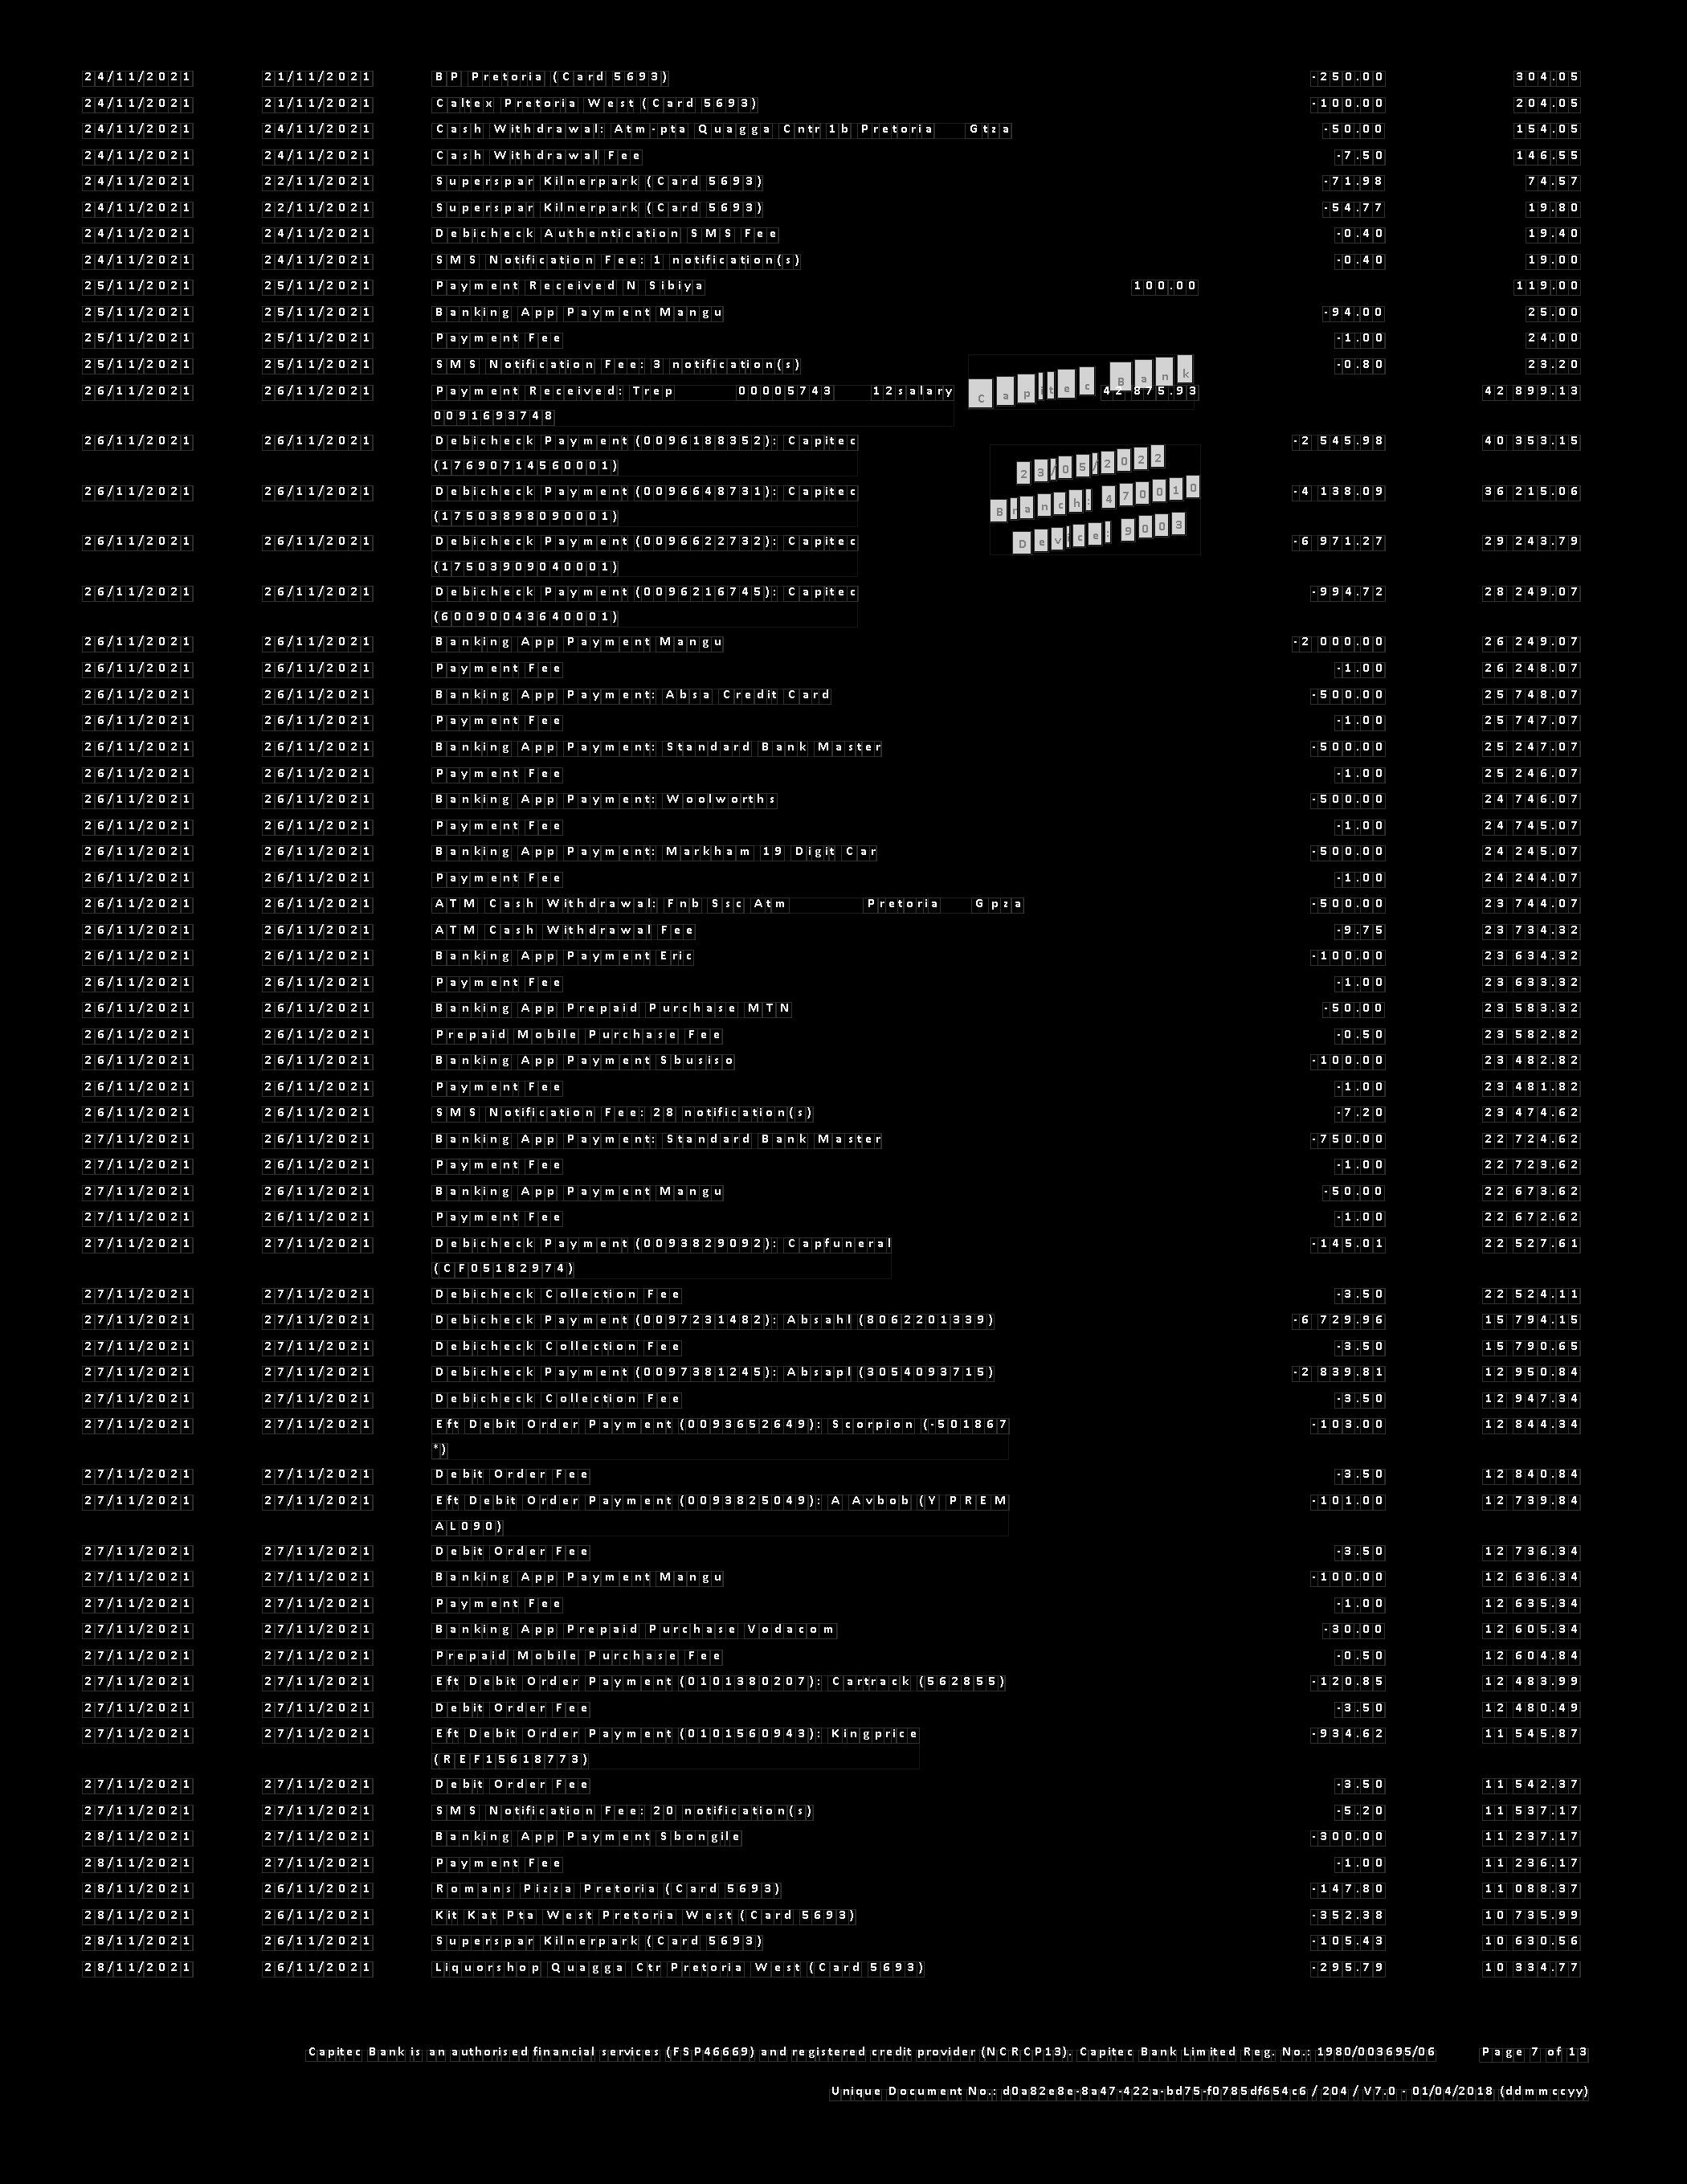 24/11/2021 21/11/2021 BP Pretoria (Card 5693) -250.00 304.05
24/11/2021 21/11/2021 Caltex Pretoria West (Card 5693) -100.00 204.05
24/11/2021 24/11/2021 Cash Withdrawal: Atm-pta Quagga Cntr 1b Pretoria Gtza -50.00 154.05
24/11/2021 24/11/2021 Cash Withdrawal Fee -7.50 146.55
24/11/2021 22/11/2021 Superspar Kilnerpark (Card 5693) -71.98 74.57
24/11/2021 22/11/2021 Superspar Kilnerpark (Card 5693) -54.77 19.80
24/11/2021 24/11/2021 Debicheck Authentication SMS Fee -0.40 19.40
24/11/2021 24/11/2021 SMS Notification Fee: 1 notification(s) -0.40 19.00
25/11/2021 25/11/2021 Payment Received N Sibiya 100.00 119.00
25/11/2021 25/11/2021 Banking App Payment Mangu -94.00 25.00
25/11/2021 25/11/2021 Payment Fee -1.00 24.00
25/11/2021 25/11/2021 SMS Notification Fee: 3 notification(s) -0.80 23.20
Capitec Bank
26/11/2021 26/11/2021 Payment Received: Trep 00005743 12salary 42 875.93 42 899.13
0091693748
26/11/2021 26/11/2021 Debicheck Payment (0096188352): Capitec -2 545.98 40 353.15
(17690714560001)
23/05/2022
26/11/2021 26/11/2021 Debicheck Payment (0096648731): Capitec -4 138.09 36 215.06
(17503898090001)
Branch: 470010
26/11/2021 26/11/2021 Debicheck Payment (0096622732): Capitec -6 971.27 29 243.79
(17503909040001)
Device: 9003
26/11/2021 26/11/2021 Debicheck Payment (0096216745): Capitec -994.72 28 249.07
(60090043640001)
26/11/2021 26/11/2021 Banking App Payment Mangu -2 000.00 26 249.07
26/11/2021 26/11/2021 Payment Fee -1.00 26 248.07
26/11/2021 26/11/2021 Banking App Payment: Absa Credit Card -500.00 25 748.07
26/11/2021 26/11/2021 Payment Fee -1.00 25 747.07
26/11/2021 26/11/2021 Banking App Payment: Standard Bank Master -500.00 25 247.07
26/11/2021 26/11/2021 Payment Fee -1.00 25 246.07
26/11/2021 26/11/2021 Banking App Payment: Woolworths -500.00 24 746.07
26/11/2021 26/11/2021 Payment Fee -1.00 24 745.07
26/11/2021 26/11/2021 Banking App Payment: Markham 19 Digit Car -500.00 24 245.07
26/11/2021 26/11/2021 Payment Fee -1.00 24 244.07
26/11/2021 26/11/2021 ATM Cash Withdrawal: Fnb Ssc Atm Pretoria Gpza -500.00 23 744.07
26/11/2021 26/11/2021 ATM Cash Withdrawal Fee -9.75 23 734.32
26/11/2021 26/11/2021 Banking App Payment Eric -100.00 23 634.32
26/11/2021 26/11/2021 Payment Fee -1.00 23 633.32
26/11/2021 26/11/2021 Banking App Prepaid Purchase MTN -50.00 23 583.32
26/11/2021 26/11/2021 Prepaid Mobile Purchase Fee -0.50 23 582.82
26/11/2021 26/11/2021 Banking App Payment Sbusiso -100.00 23 482.82
26/11/2021 26/11/2021 Payment Fee -1.00 23 481.82
26/11/2021 26/11/2021 SMS Notification Fee: 28 notification(s) -7.20 23 474.62
27/11/2021 26/11/2021 Banking App Payment: Standard Bank Master -750.00 22 724.62
27/11/2021 26/11/2021 Payment Fee -1.00 22 723.62
27/11/2021 26/11/2021 Banking App Payment Mangu -50.00 22 673.62
27/11/2021 26/11/2021 Payment Fee -1.00 22 672.62
27/11/2021 27/11/2021 Debicheck Payment (0093829092): Capfuneral -145.01 22 527.61
(CF05182974)
27/11/2021 27/11/2021 Debicheck Collection Fee -3.50 22 524.11
27/11/2021 27/11/2021 Debicheck Payment (0097231482): Absahl (8062201339) -6 729.96 15 794.15
27/11/2021 27/11/2021 Debicheck Collection Fee -3.50 15 790.65
27/11/2021 27/11/2021 Debicheck Payment (0097381245): Absapl (3054093715) -2 839.81 12 950.84
27/11/2021 27/11/2021 Debicheck Collection Fee -3.50 12 947.34
27/11/2021 27/11/2021 Eft Debit Order Payment (0093652649): Scorpion (-501867 -103.00 12 844.34
*)
27/11/2021 27/11/2021 Debit Order Fee -3.50 12 840.84
27/11/2021 27/11/2021 Eft Debit Order Payment (0093825049): A Avbob (Y PREM -101.00 12 739.84
AL090)
27/11/2021 27/11/2021 Debit Order Fee -3.50 12 736.34
27/11/2021 27/11/2021 Banking App Payment Mangu -100.00 12 636.34
27/11/2021 27/11/2021 Payment Fee -1.00 12 635.34
27/11/2021 27/11/2021 Banking App Prepaid Purchase Vodacom -30.00 12 605.34
27/11/2021 27/11/2021 Prepaid Mobile Purchase Fee -0.50 12 604.84
27/11/2021 27/11/2021 Eft Debit Order Payment (0101380207): Cartrack (562855) -120.85 12 483.99
27/11/2021 27/11/2021 Debit Order Fee -3.50 12 480.49
27/11/2021 27/11/2021 Eft Debit Order Payment (0101560943): Kingprice -934.62 11 545.87
(REF15618773)
27/11/2021 27/11/2021 Debit Order Fee -3.50 11 542.37
27/11/2021 27/11/2021 SMS Notification Fee: 20 notification(s) -5.20 11 537.17
28/11/2021 27/11/2021 Banking App Payment Sbongile -300.00 11 237.17
28/11/2021 27/11/2021 Payment Fee -1.00 11 236.17
28/11/2021 26/11/2021 Romans Pizza Pretoria (Card 5693) -147.80 11 088.37
28/11/2021 26/11/2021 Kit Kat Pta West Pretoria West (Card 5693) -352.38 10 735.99
28/11/2021 26/11/2021 Superspar Kilnerpark (Card 5693) -105.43 10 630.56
28/11/2021 26/11/2021 Liquorshop Quagga Ctr Pretoria West (Card 5693) -295.79 10 334.77
Capitec Bank is an authorised financial services (FSP46669) and registered credit provider (NCRCP13). Capitec Bank Limited Reg. No.: 1980/003695/06 Page 7 of 13
Unique Document No.: d0a82e8e-8a47-422a-bd75-f0785df654c6 / 204 / V7.0 - 01/04/2018 (ddmmccyy)